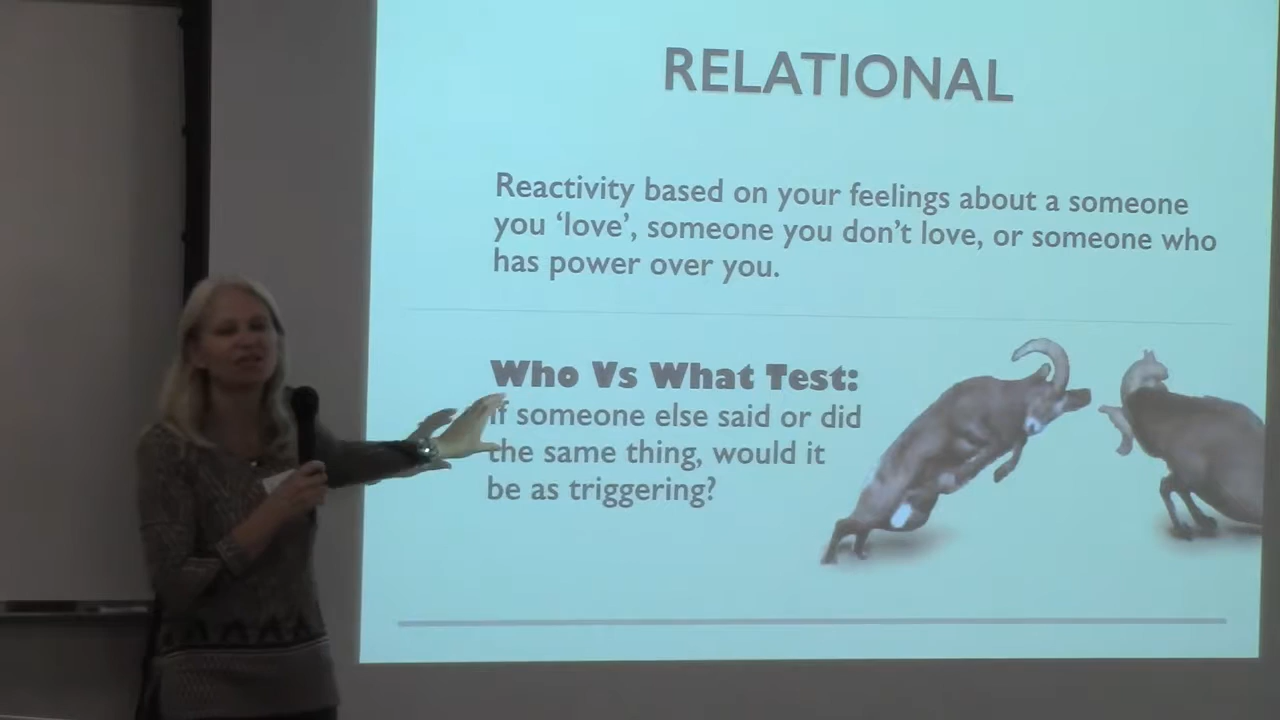 RELATIONAL
Reactivity based on your feelings about a someone
you ‘love’, someone you don’t love, or someone who
has power over you.
Who Vs What Test:
If someone else said or did
the same thing, would it
be as triggering?